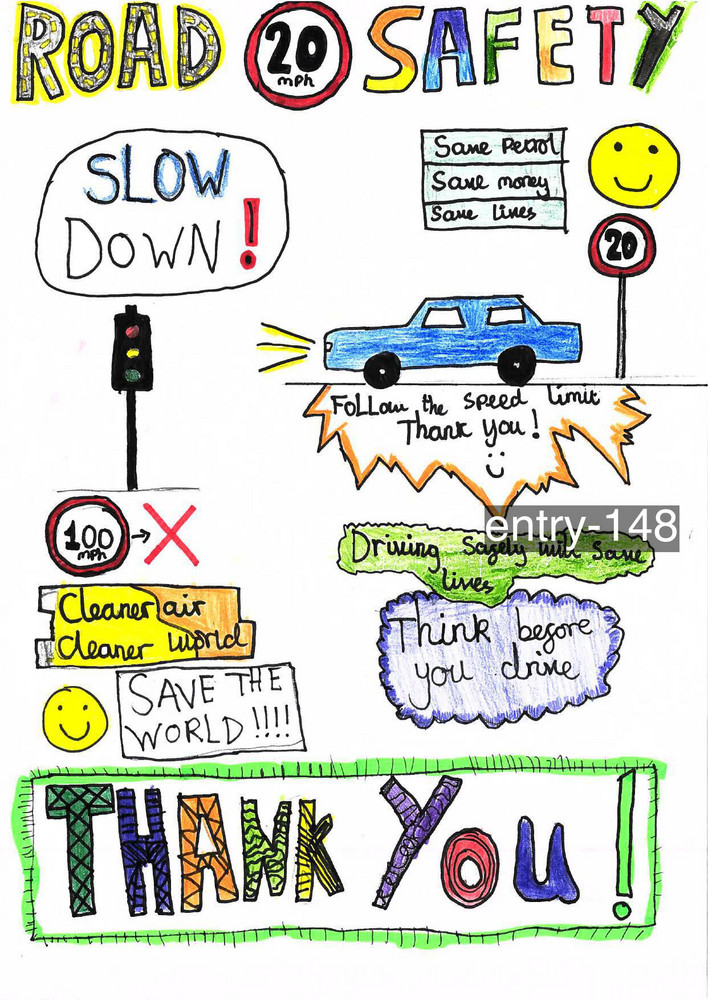 ROAD 20 mph SAFETY
SLOW
DOWN!
Save Petrol
Save money
Save lives
20
Follow the speed limit
Thank you!
entry-148
100
mph
Driving Safely will save
lives
Cleaner air
cleaner world
Think before
you drive
SAVE THE
WORLD !!!!
THANK YOU!